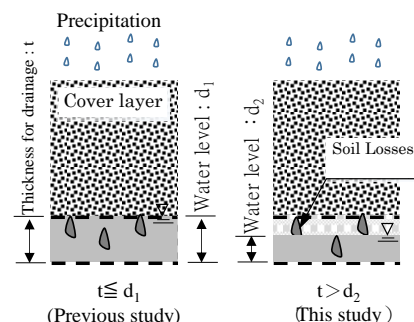 Precipitation
Thickness for drainage : t
Cover layer
Water level : d1
Water level : d2
Soil Losses
t≦ d1
(Previous study)
t>d2
(This study)